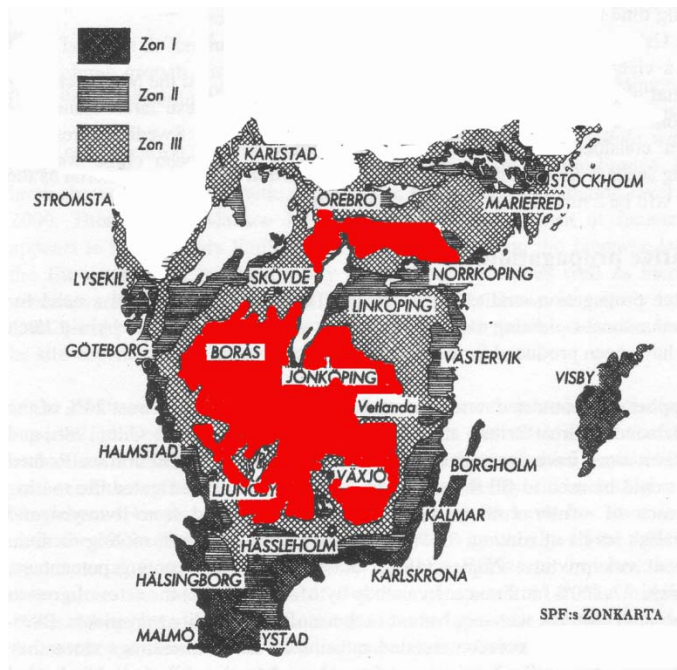 Zon I
Zon II
Zon III
KARLSTAD
STOCKHOLM
ÖREBRO
STRÖMSTA
MARIEFRED
SKÖVDE
NORRKÖPING
LYSEKIL
LINKÖPING
GÖTEBORG
BORÅS
VÄSTERVIK
JÖNKÖPING
VISBY
Vetlanda
HALMSTAD
BORGHOLM
VÄXJÖ
LJUNGBY
KALMAR
HÄSSLEHOLM
KARLSKRONA
HÄLSINGBORG
SPF:s ZONKARTA
MALMÖ
YSTAD